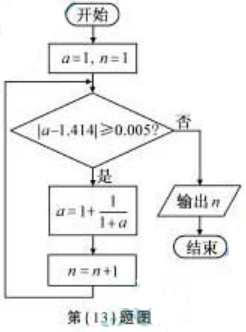 开始
a=1, n=1
|a-1.414|≥0.005?
否
是
a=1+\frac{1}{1+a}
输出n
n=n+1
结束
第(13)题图